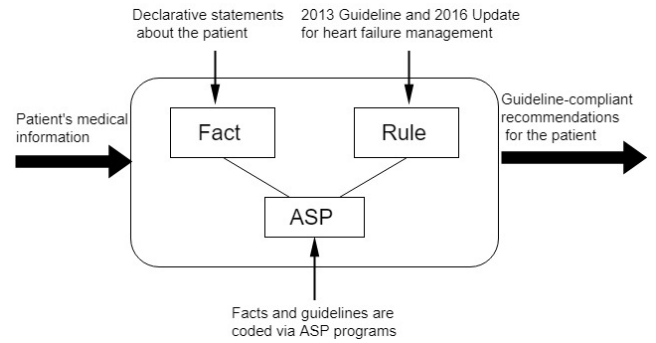 Declarative statements
about the patient
2013 Guideline and 2016 Update
for heart failure management
Patient's medical
information
Fact
Rule
Guideline-compliant
recommendations
for the patient
ASP
Facts and guidelines are
coded via ASP programs